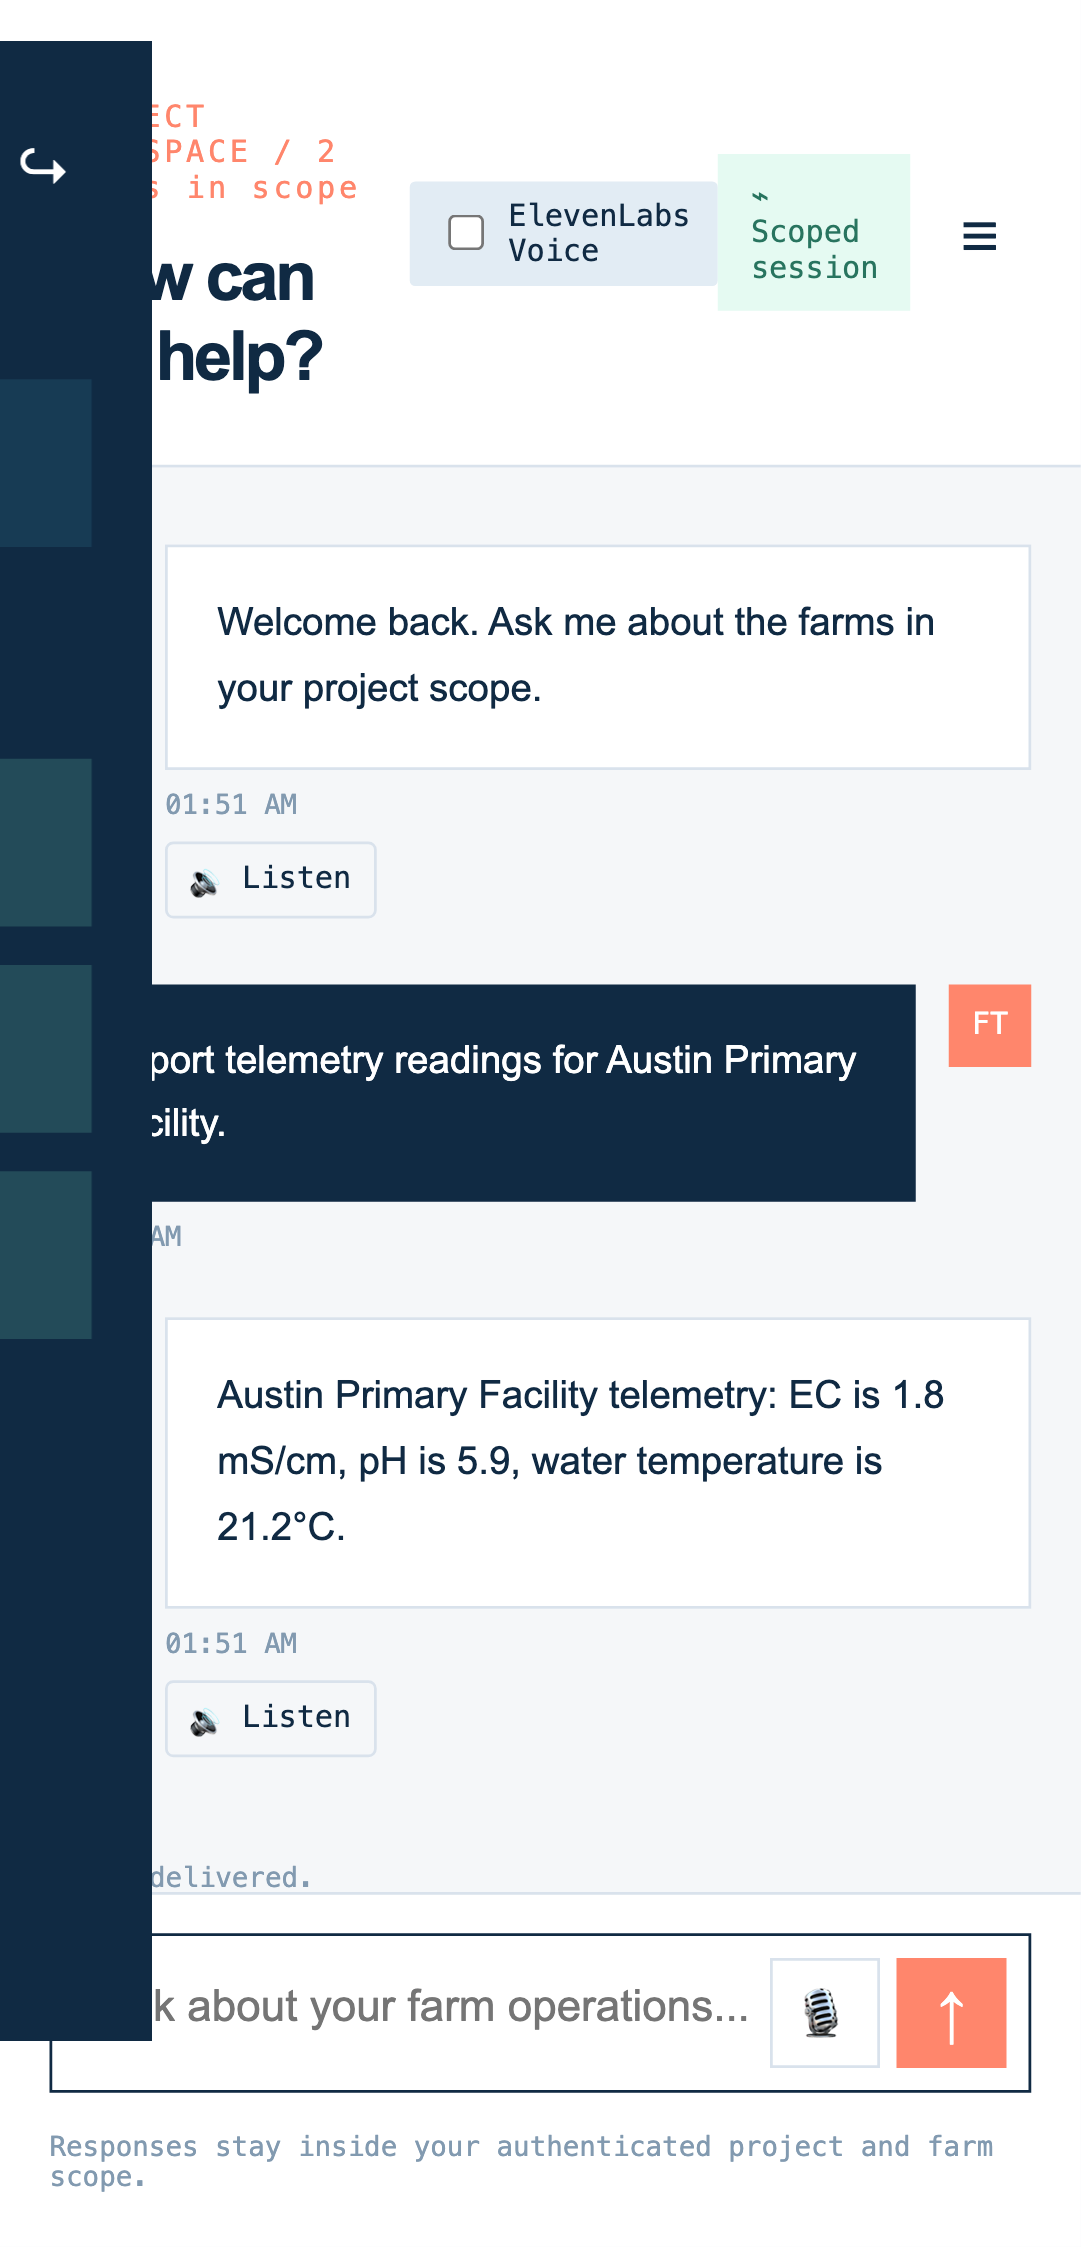 ECT
SPACE / 2
s in scope
w can
help?
ElevenLabs
Voice
Scoped
session
Welcome back. Ask me about the farms in
your project scope.
01:51 AM
Listen
port telemetry readings for Austin Primary
cility.
FT
AM
Austin Primary Facility telemetry: EC is 1.8
mS/cm, pH is 5.9, water temperature is
21.2°C.
01:51 AM
Listen
delivered.
k about your farm operations...
Responses stay inside your authenticated project and farm
scope.